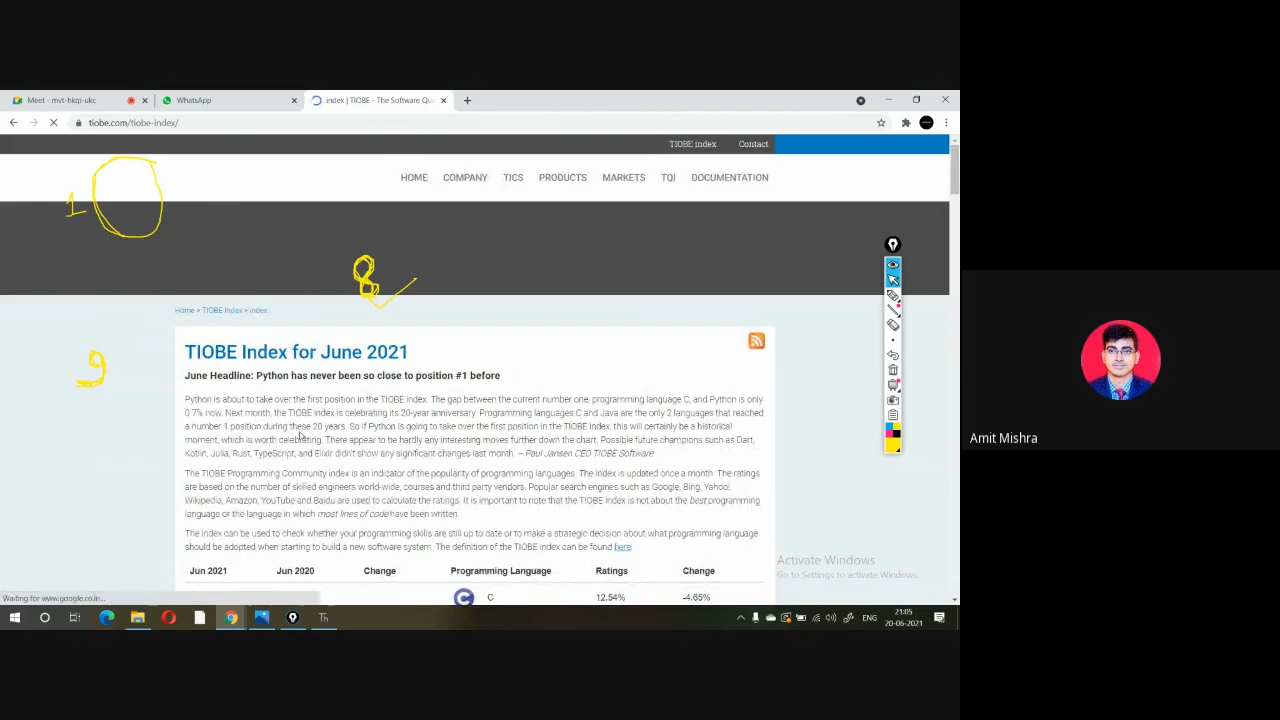 Meet - mvt-hkqi-ukc
WhatsApp
index | TIOBE - The Software Qu
tiobe.com/tiobe-index/
TIOBE index
Contact
HOME
COMPANY
TICS
PRODUCTS
MARKETS
TQI
DOCUMENTATION
1
8
9
Home > TIOBE Index > index
TIOBE Index for June 2021
June Headline: Python has never been so close to position #1 before
Python is about to take over the first position in the TIOBE index. The gap between the current number one, programming language C, and Python is only
0.7% now. Next month, the TIOBE index is celebrating its 20-year anniversary. Programming languages C and Java are the only 2 languages that reached
a number 1 position during these 20 years. So if Python is going to take over the first position in the TIOBE index, this will certainly be a historical
moment, which is worth celebrating. There appear to be hardly any interesting moves further down the chart. Possible future champions such as Dart,
Kotlin, Julia, Rust, TypeScript, and Elixir didn't show any significant changes last month. -- Paul Jansen CEO TIOBE Software
The TIOBE Programming Community index is an indicator of the popularity of programming languages. The index is updated once a month. The ratings
are based on the number of skilled engineers world-wide, courses and third party vendors. Popular search engines such as Google, Bing, Yahoo!,
Wikipedia, Amazon, YouTube and Baidu are used to calculate the ratings. It is important to note that the TIOBE index is not about the best programming
language or the language in which most lines of code have been written.
The index can be used to check whether your programming skills are still up to date or to make a strategic decision about what programming language
should be adopted when starting to build a new software system. The definition of the TIOBE index can be found here.
Jun 2021 Jun 2020 Change Programming Language Ratings Change
C 12.54% -4.65%
Activate Windows
Go to Settings to activate Windows.
Waiting for www.google.co.in...
Amit Mishra
ENG
21:05
20-06-2021